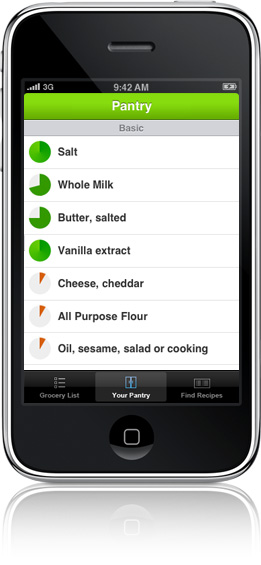 3G 9:42 AM
Pantry
Basic
Salt
Whole Milk
Butter, salted
Vanilla extract
Cheese, cheddar
All Purpose Flour
Oil, sesame, salad or cooking
Grocery List Your Pantry Find Recipes